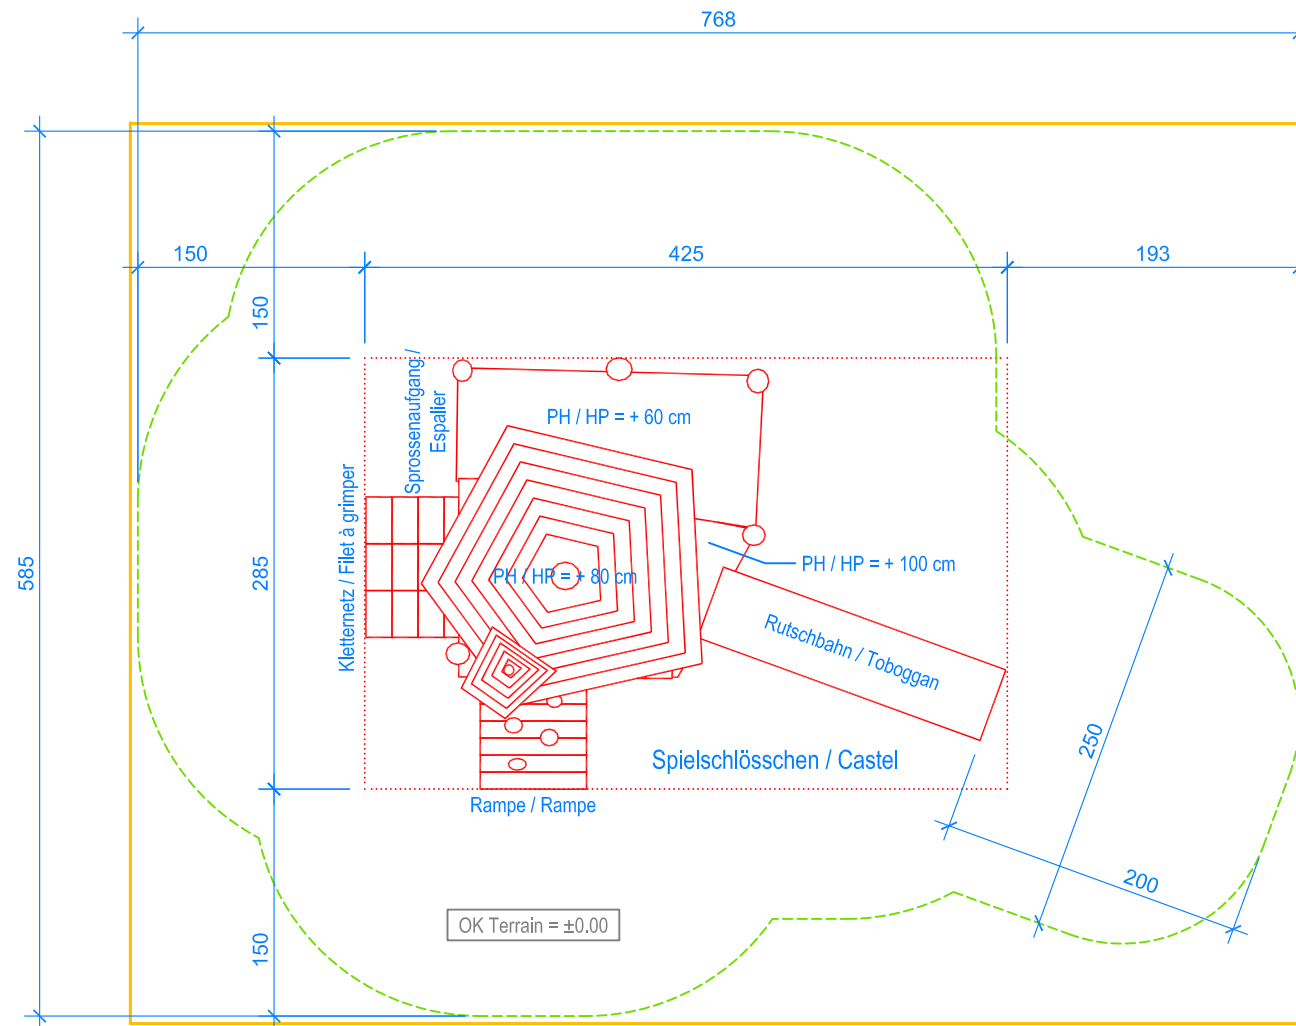 768
150
425
193
150
Sprossenaufgang /
Espalier
PH / HP = + 60 cm
Kletternetz / Filet à grimper
585
285
PH / HP = + 80 cm
PH / HP = + 100 cm
Rutschbahn / Toboggan
250
Spielschlösschen / Castel
Rampe / Rampe
200
OK Terrain = ±0.00
150